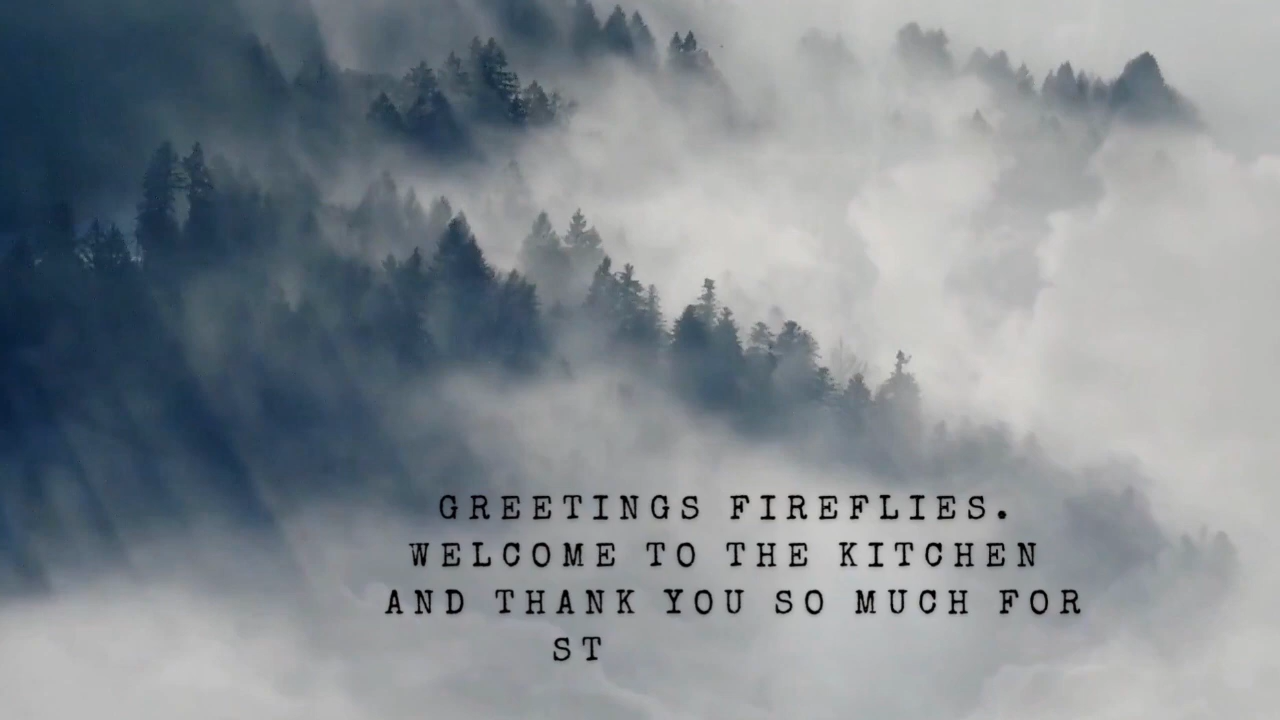 GREETINGS FIREFLIES.
WELCOME TO THE KITCHEN
AND THANK YOU SO MUCH FOR
ST